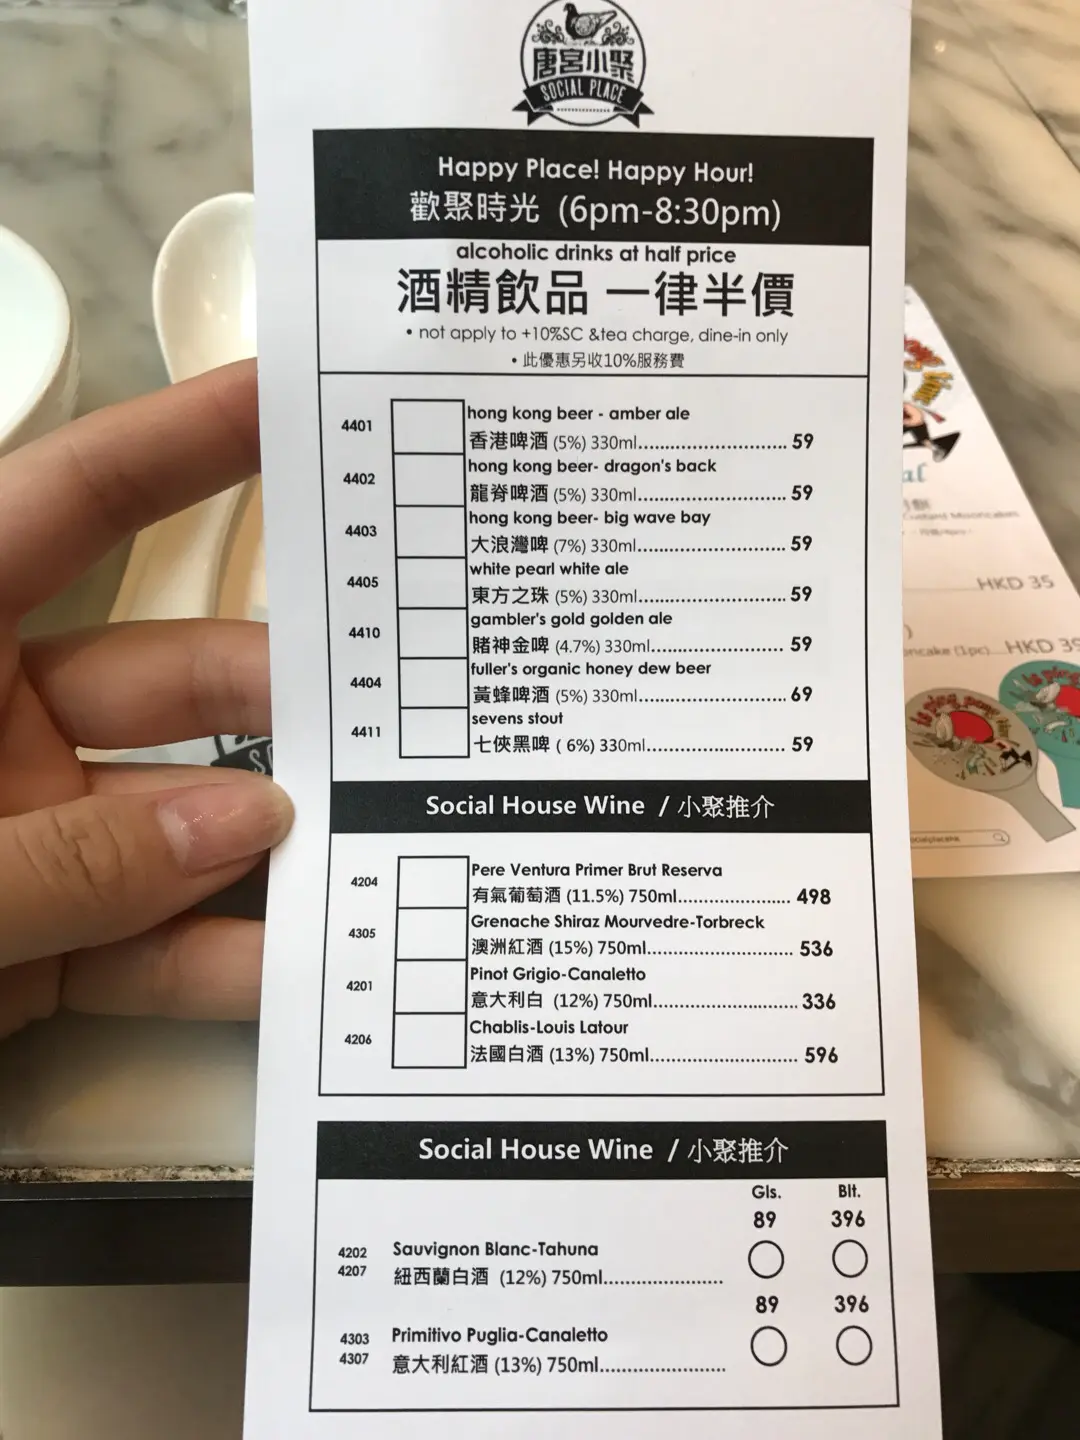 唐宮小聚
SOCIAL PLACE
Happy Place! Happy Hour!
歡聚時光 (6pm-8:30pm)
alcoholic drinks at half price
酒精飲品 一律半價
• not apply to +10%SC &tea charge, dine-in only
• 此優惠另收10%服務費
4401 hong kong beer - amber ale
香港啤酒 (5%) 330ml.................................. 59
4402 hong kong beer- dragon's back
龍脊啤酒 (5%) 330ml.................................. 59
4403 hong kong beer- big wave bay
大浪灣啤 (7%) 330ml.................................. 59
4405 white pearl white ale
東方之珠 (5%) 330ml.................................. 59
4410 gambler's gold golden ale
賭神金啤 (4.7%) 330ml............................... 59
4404 fuller's organic honey dew beer
黃蜂啤酒 (5%) 330ml.................................. 69
4411 sevens stout
七俠黑啤 ( 6%) 330ml................................ 59
Social House Wine / 小聚推介
4204 Pere Ventura Primer Brut Reserva
有氣葡萄酒 (11.5%) 750ml......................... 498
4305 Grenache Shiraz Mourvedre-Torbreck
澳洲紅酒 (15%) 750ml................................ 536
4201 Pinot Grigio-Canaletto
意大利白 (12%) 750ml................................ 336
4206 Chablis-Louis Latour
法國白酒 (13%) 750ml................................ 596
Social House Wine / 小聚推介
Gls. Blt.
89 396
4202 Sauvignon Blanc-Tahuna
4207 紐西蘭白酒 (12%) 750ml..........................
89 396
4303 Primitivo Puglia-Canaletto
4307 意大利紅酒 (13%) 750ml...........................
HKD 35
(1pc)...HKD 39